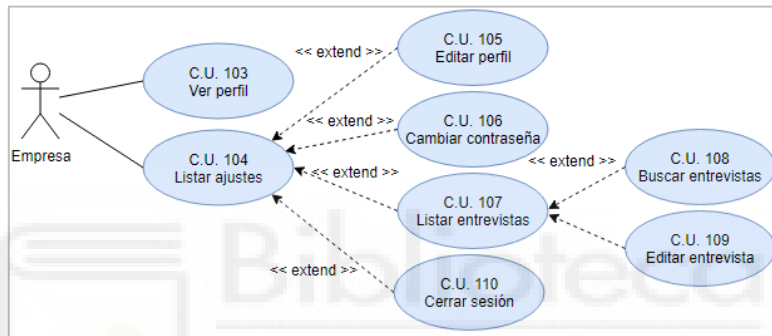 C.U. 105
Editar perfil
<< extend >>
C.U. 103
Ver perfil
C.U. 106
Cambiar contraseña
<< extend >>
Empresa
C.U. 104
Listar ajustes
<< extend >>
C.U. 108
Buscar entrevistas
<< extend >>
C.U. 107
Listar entrevistas
C.U. 109
Editar entrevista
<< extend >>
C.U. 110
Cerrar sesión
Biblioteca